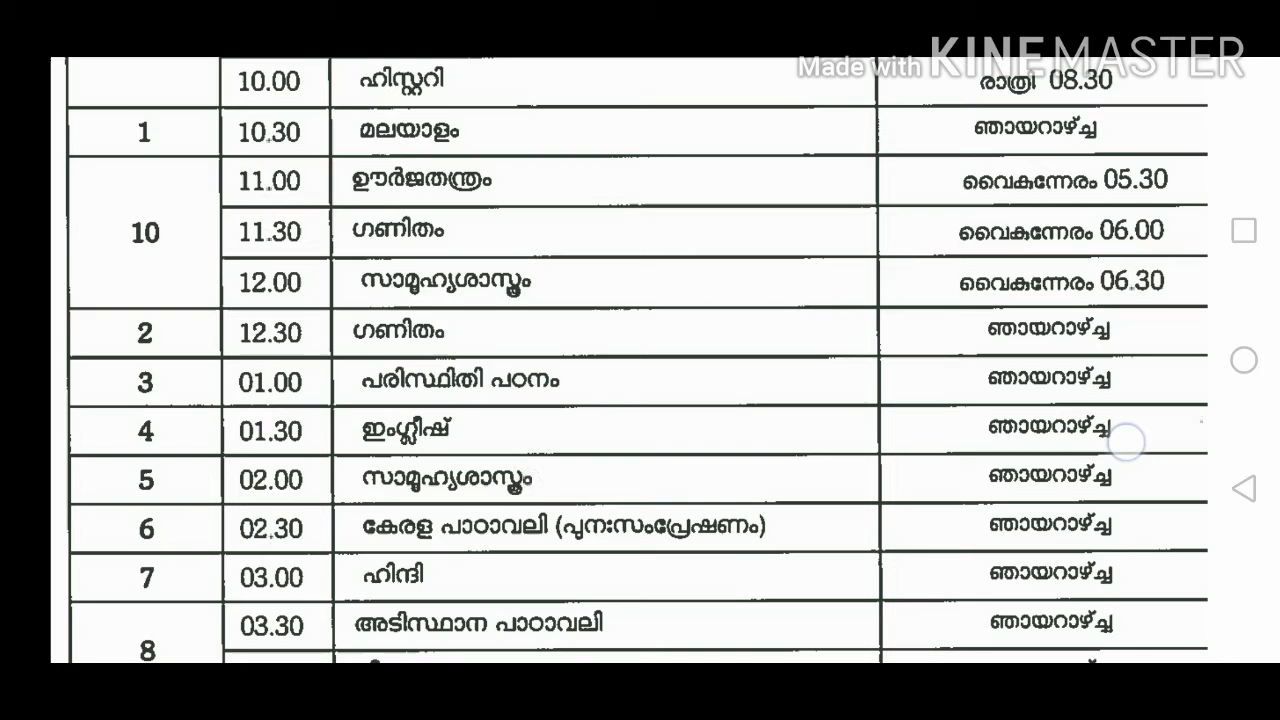 Made with KINEMASTER
10.00 ഹിസ്റ്ററി രാത്രി 08.30
1 10.30 മലയാളം ഞായറാഴ്ച്ച
11.00 ഊർജതന്ത്രം വൈകുന്നേരം 05.30
10 11.30 ഗണിതം വൈകുന്നേരം 06.00
12.00 സാമൂഹ്യശാസ്ത്രം വൈകുന്നേരം 06.30
2 12.30 ഗണിതം ഞായറാഴ്ച്ച
3 01.00 പരിസ്ഥിതി പഠനം ഞായറാഴ്ച്ച
4 01.30 ഇംഗ്ലീഷ് ഞായറാഴ്ച്ച
5 02.00 സാമൂഹ്യശാസ്ത്രം ഞായറാഴ്ച്ച
6 02.30 കേരള പാഠാവലി (പുനഃസംപ്രേഷണം) ഞായറാഴ്ച്ച
7 03.00 ഹിന്ദി ഞായറാഴ്ച്ച
03.30 അടിസ്ഥാന പാഠാവലി ഞായറാഴ്ച്ച
8